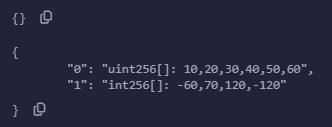 {}
{
"0": "uint256[]: 10,20,30,40,50,60",
"1": "int256[]: -60,70,120,-120"
}